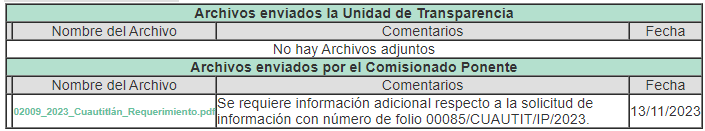 Archivos enviados la Unidad de Transparencia
Nombre del Archivo Comentarios Fecha
No hay Archivos adjuntos
Archivos enviados por el Comisionado Ponente
Nombre del Archivo Comentarios Fecha
02009_2023_Cuautitlán_Requerimiento.pdf Se requiere información adicional respecto a la solicitud de 13/11/2023
información con número de folio 00085/CUAUTIT/IP/2023.